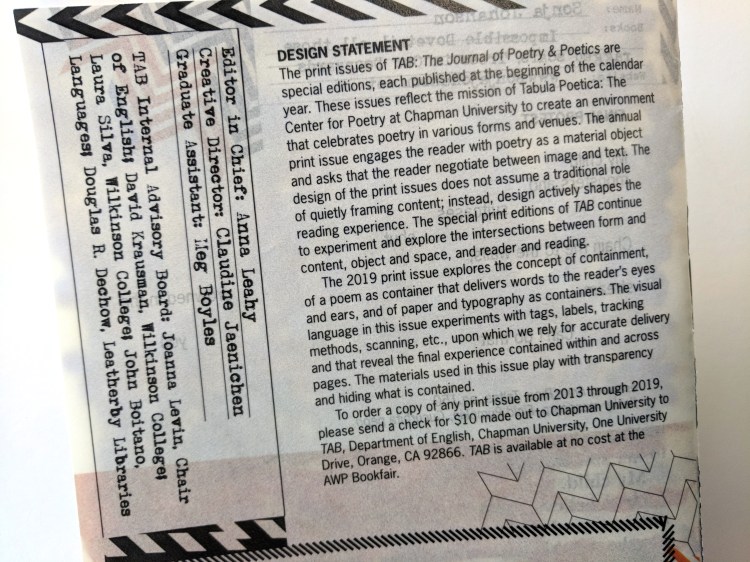 Editor in Chief: Anna Leahy
Creative Director: Claudine Jaenichen
Graduate Assistant: Meg Boyles
TAB Internal Advisory Board: Joanna Levin, Chair
of English; David Krausman, Wilkinson College;
Laura Silva, Wilkinson College; John Boitano,
Languages; Douglas R. Dechow, Leatherby Libraries
DESIGN STATEMENT
The print issues of TAB: The Journal of Poetry & Poetics are
special editions, each published at the beginning of the calendar
year. These issues reflect the mission of Tabula Poetica: The
Center for Poetry at Chapman University to create an environment
that celebrates poetry in various forms and venues. The annual
print issue engages the reader with poetry as a material object
and asks that the reader negotiate between image and text. The
design of the print issues does not assume a traditional role
of quietly framing content; instead, design actively shapes the
reading experience. The special print editions of TAB continue
to experiment and explore the intersections between form and
content, object and space, and reader and reading.
The 2019 print issue explores the concept of containment,
of a poem as container that delivers words to the reader's eyes
and ears, and of paper and typography as containers. The visual
language in this issue experiments with tags, labels, tracking
methods, scanning, etc., upon which we rely for accurate delivery
and that reveal the final experience contained within and across
pages. The materials used in this issue play with transparency
and hiding what is contained.
To order a copy of any print issue from 2013 through 2019,
please send a check for $10 made out to Chapman University to
TAB, Department of English, Chapman University, One University
Drive, Orange, CA 92866. TAB is available at no cost at the
AWP Bookfair.